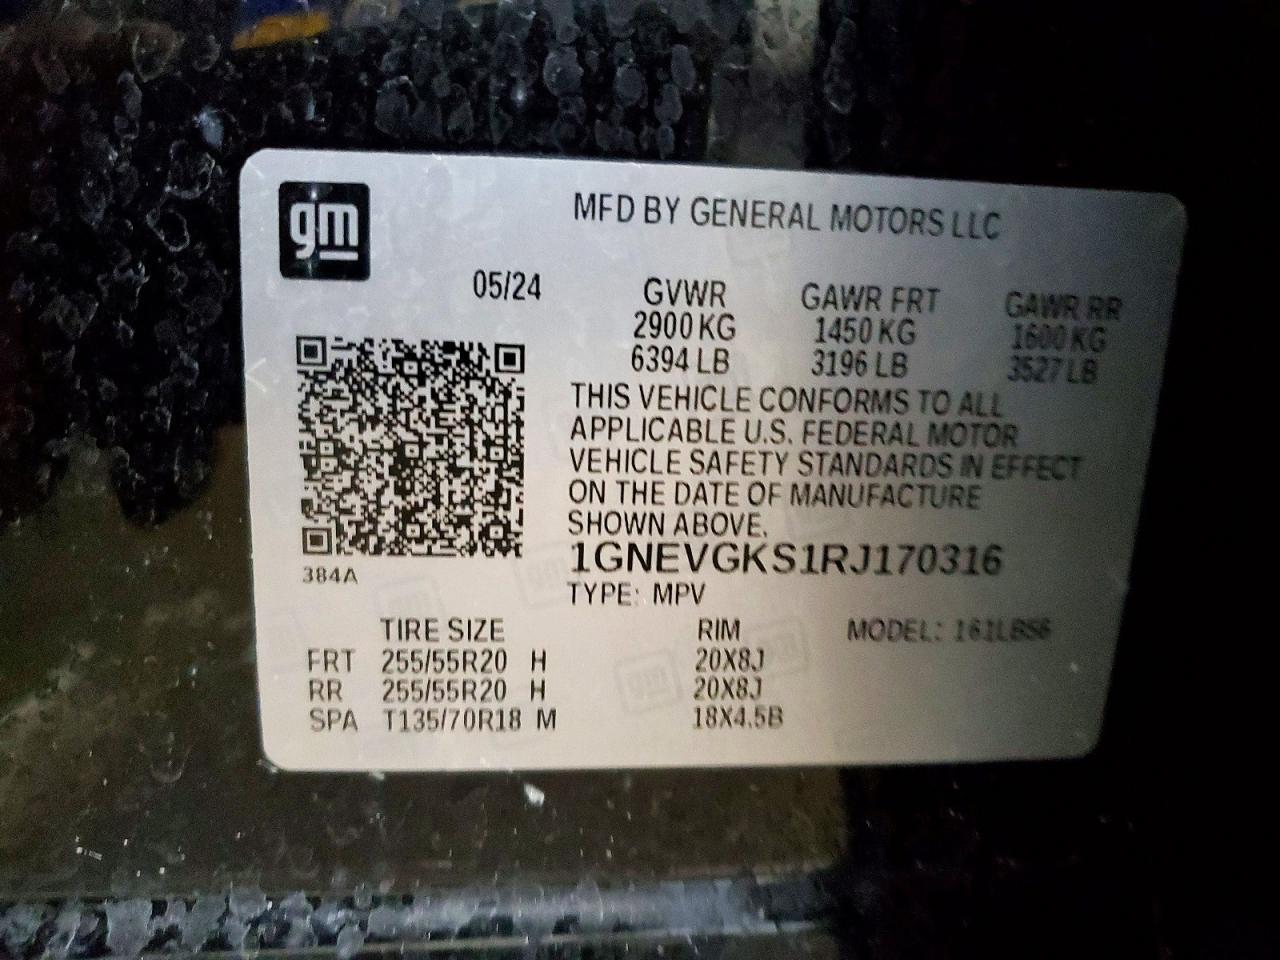 gm
MFD BY GENERAL MOTORS LLC
05/24
GVWR GAWR FRT GAWR RR
2900 KG 1450 KG 1600 KG
6394 LB 3196 LB 3527 LB
THIS VEHICLE CONFORMS TO ALL
APPLICABLE U.S. FEDERAL MOTOR
VEHICLE SAFETY STANDARDS IN EFFECT
ON THE DATE OF MANUFACTURE
SHOWN ABOVE.
1GNEVGKS1RJ170316
384A
TYPE: MPV
TIRE SIZE RIM MODEL: 161LB56
FRT 255/55R20 H 20X8J
RR 255/55R20 H 20X8J
SPA T135/70R18 M 18X4.5B